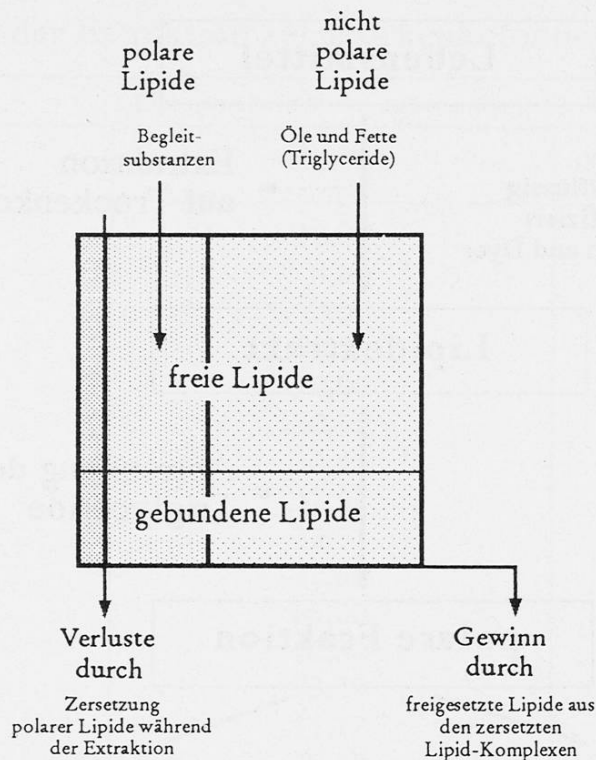 polare
Lipide
Begleit-
substanzen
nicht
polare
Lipide
Öle und Fette
(Triglyceride)
freie Lipide
gebundene Lipide
Verluste
durch
Zersetzung
polarer Lipide während
der Extraktion
Gewinn
durch
freigesetzte Lipide aus
den zersetzten
Lipid-Komplexen